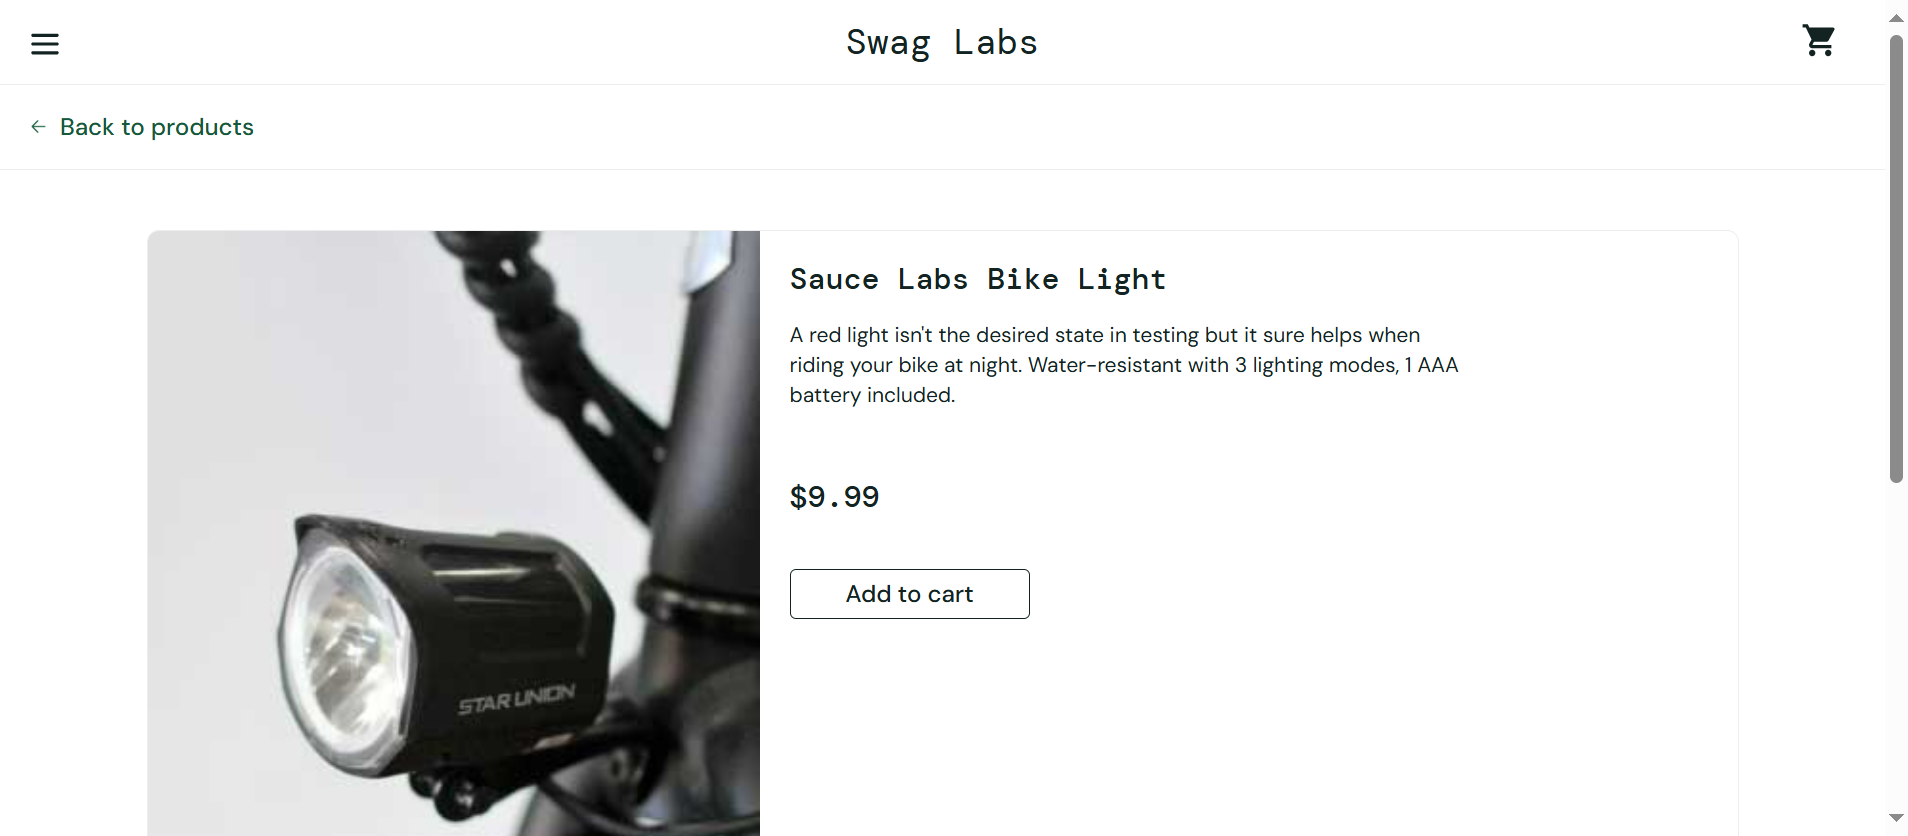 Swag Labs
Back to products
Sauce Labs Bike Light
A red light isn't the desired state in testing but it sure helps when
riding your bike at night. Water-resistant with 3 lighting modes, 1 AAA
battery included.
$9.99
Add to cart
STAR UNION